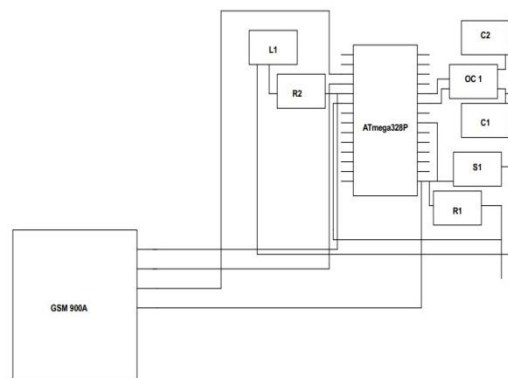 C2
L1
OC 1
R2
C1
ATmega328P
S1
R1
GSM 900A